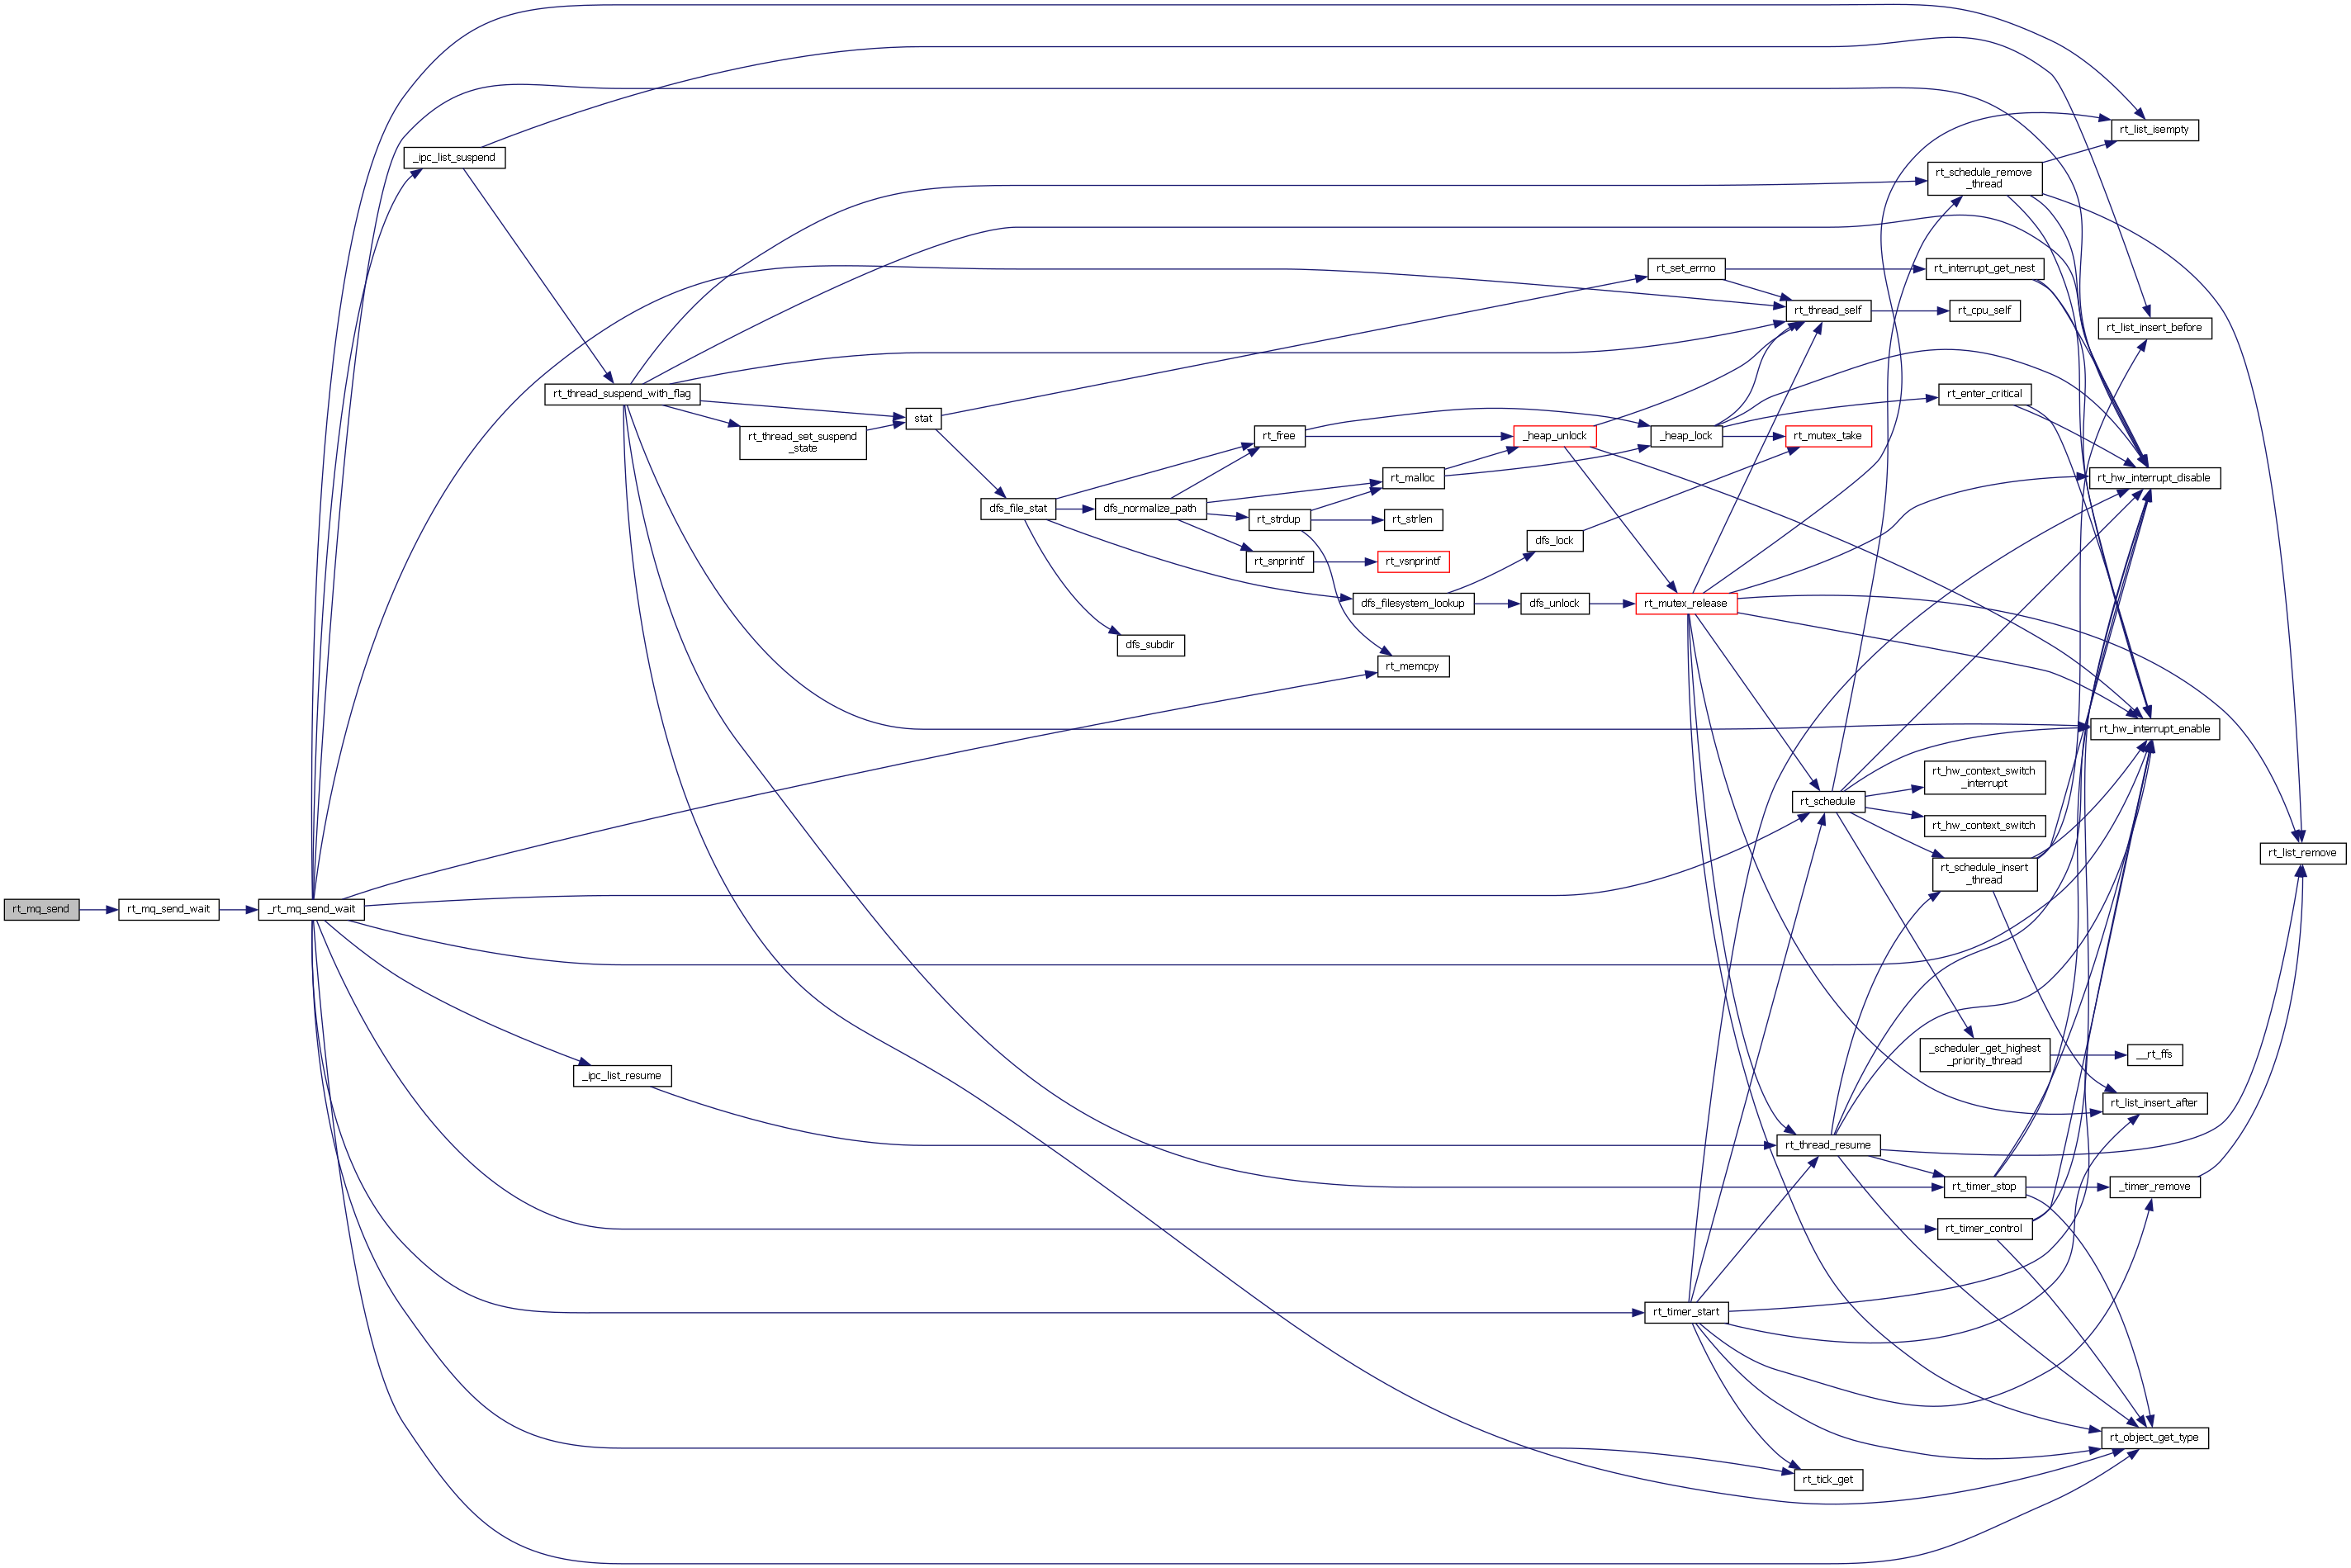 rt_mq_send
rt_mq_send_wait
_rt_mq_send_wait
_ipc_list_suspend
_ipc_list_resume
rt_thread_suspend_with_flag
rt_thread_set_suspend
_state
stat
dfs_file_stat
dfs_normalize_path
dfs_subdir
rt_free
rt_strdup
rt_snprintf
dfs_filesystem_lookup
rt_malloc
rt_strlen
rt_vsnprintf
rt_memcpy
_heap_unlock
dfs_lock
dfs_unlock
rt_set_errno
_heap_lock
rt_mutex_release
rt_timer_start
rt_thread_self
rt_mutex_take
rt_schedule
rt_thread_resume
rt_tick_get
rt_schedule_remove
_thread
rt_interrupt_get_nest
rt_cpu_self
rt_enter_critical
rt_hw_context_switch
_interrupt
rt_hw_context_switch
rt_schedule_insert
_thread
_scheduler_get_highest
_priority_thread
rt_timer_stop
rt_timer_control
rt_list_isempty
rt_list_insert_before
rt_hw_interrupt_disable
rt_hw_interrupt_enable
__rt_ffs
rt_list_insert_after
_timer_remove
rt_object_get_type
rt_list_remove